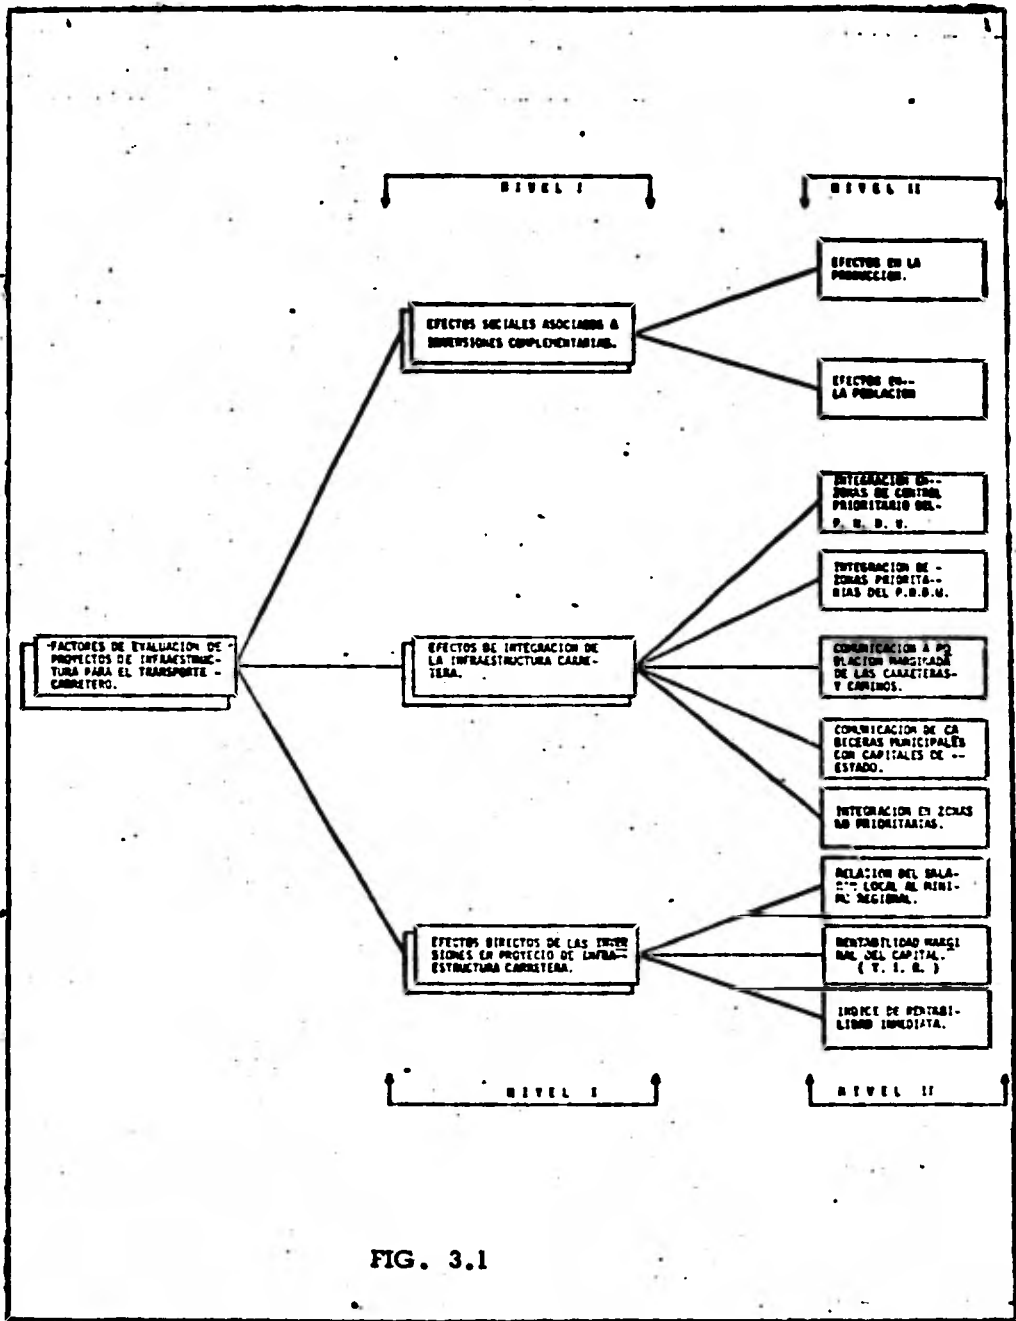 NIVEL I
NIVEL II
EFECTOS EN LA
PRODUCCION.
EFECTOS SOCIALES ASOCIADOS A
INVERSIONES COMPLEMENTARIAS.
EFECTOS EN--
LA POBLACION
INTEGRACION EN--
ZONAS DE CONTROL
PRIORITARIO DEL-
P. N. D. U.
INTEGRACION DE -
ZONAS PRIORITA--
RIAS DEL P.N.D.U.
FACTORES DE EVALUACION DE -
PROYECTOS DE INFRAESTRUC-
TURA PARA EL TRANSPORTE -
CARRETERO.
EFECTOS DE INTEGRACION DE
LA INFRAESTRUCTURA CARRE-
TERA.
COMUNICACION A PO
BLACION MARGINADA
DE LAS CARRETERAS-
Y CAMINOS.
COMUNICACION DE CA
BECERAS MUNICIPALES
CON CAPITALES DE --
ESTADO.
INTEGRACION EN ZONAS
NO PRIORITARIAS.
RELACION DEL SALA-
RIO LOCAL AL MINI-
MO REGIONAL.
EFECTOS DIRECTOS DE LAS INVER
SIONES EN PROYECTO DE INFRA-
ESTRUCTURA CARRETERA.
RENTABILIDAD MARGI
NAL DEL CAPITAL.
( T. I. R. )
INDICE DE RENTABI-
LIDAD INMEDIATA.
NIVEL I
NIVEL II
FIG. 3.1